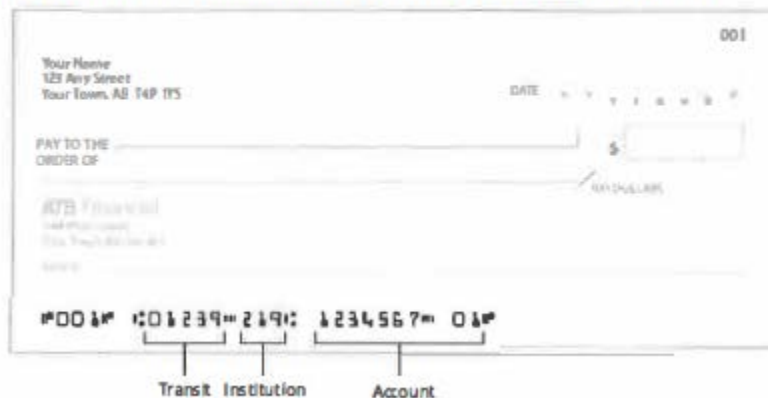 001
Your Name
123 Any Street
Your Town, AB T4P 1Y5
DATE
PAY TO THE
ORDER OF
$
ATB Financial
⑈001⑈ ⑆01239⑉219⑆ 1234567⑉ 01⑈
Transit Institution Account